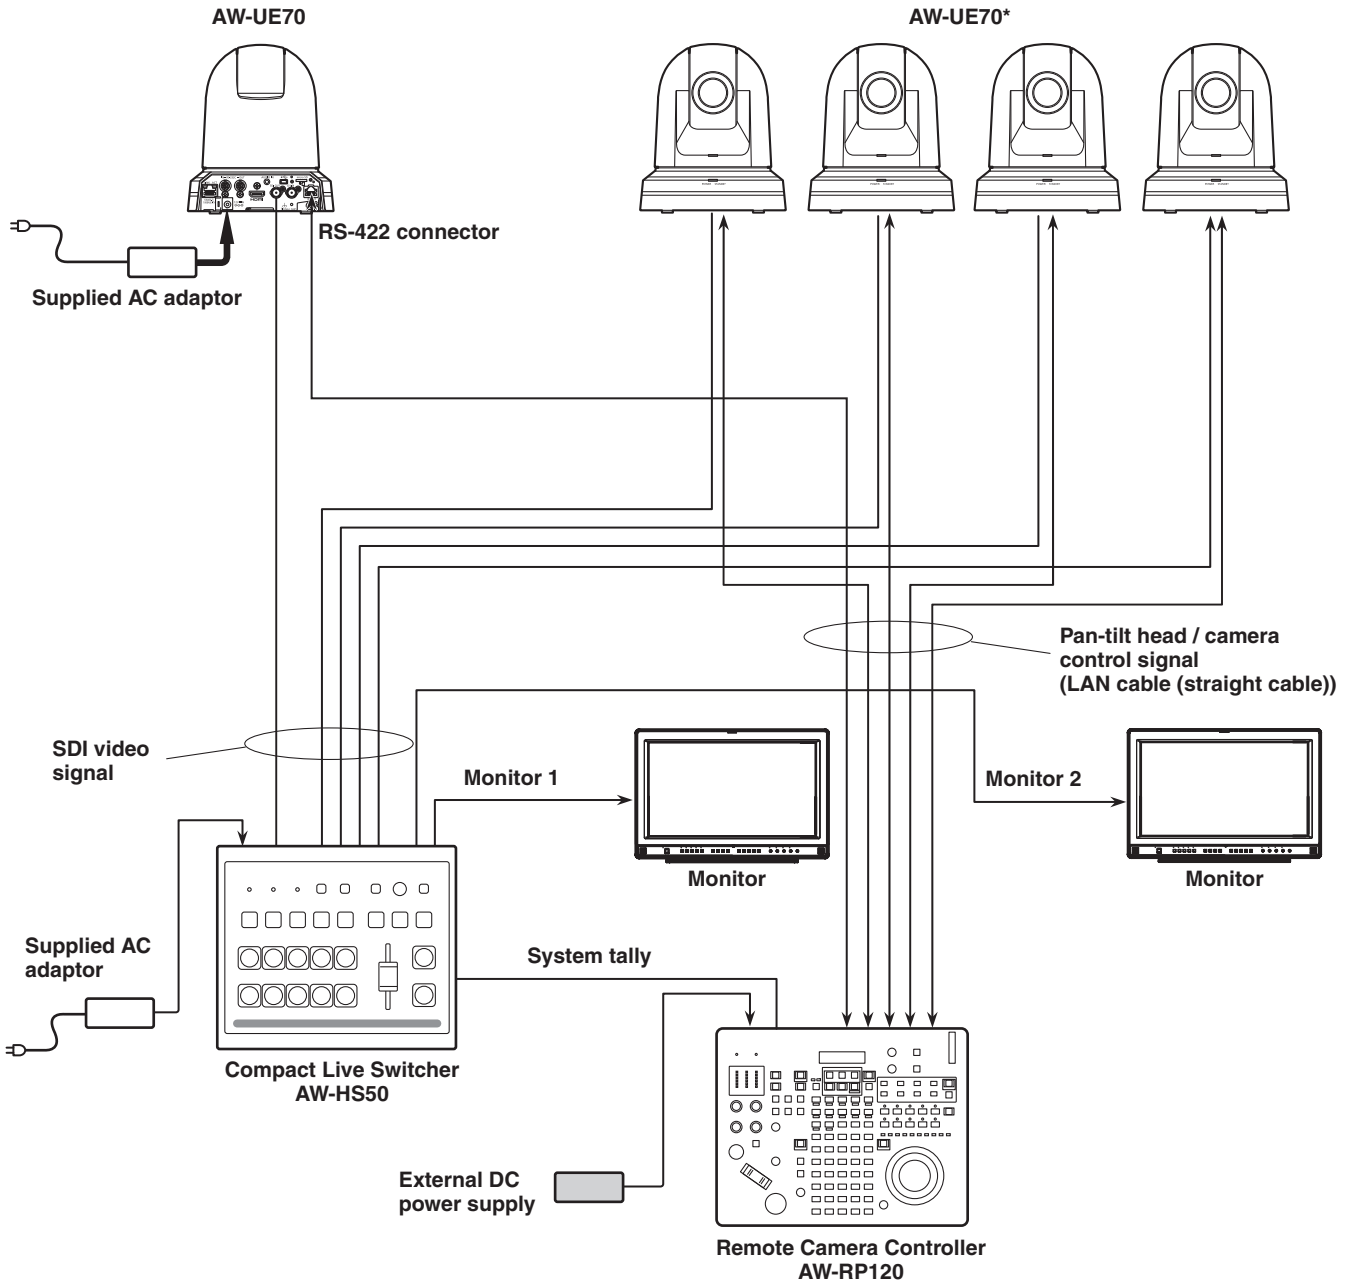 AW-UE70
AW-UE70*
HDMI
RS-422 connector
Supplied AC adaptor
Pan-tilt head / camera
control signal
(LAN cable (straight cable))
SDI video
signal
Monitor 1
Monitor 2
Monitor
Monitor
Supplied AC
adaptor
System tally
Compact Live Switcher
AW-HS50
External DC
power supply
Remote Camera Controller
AW-RP120